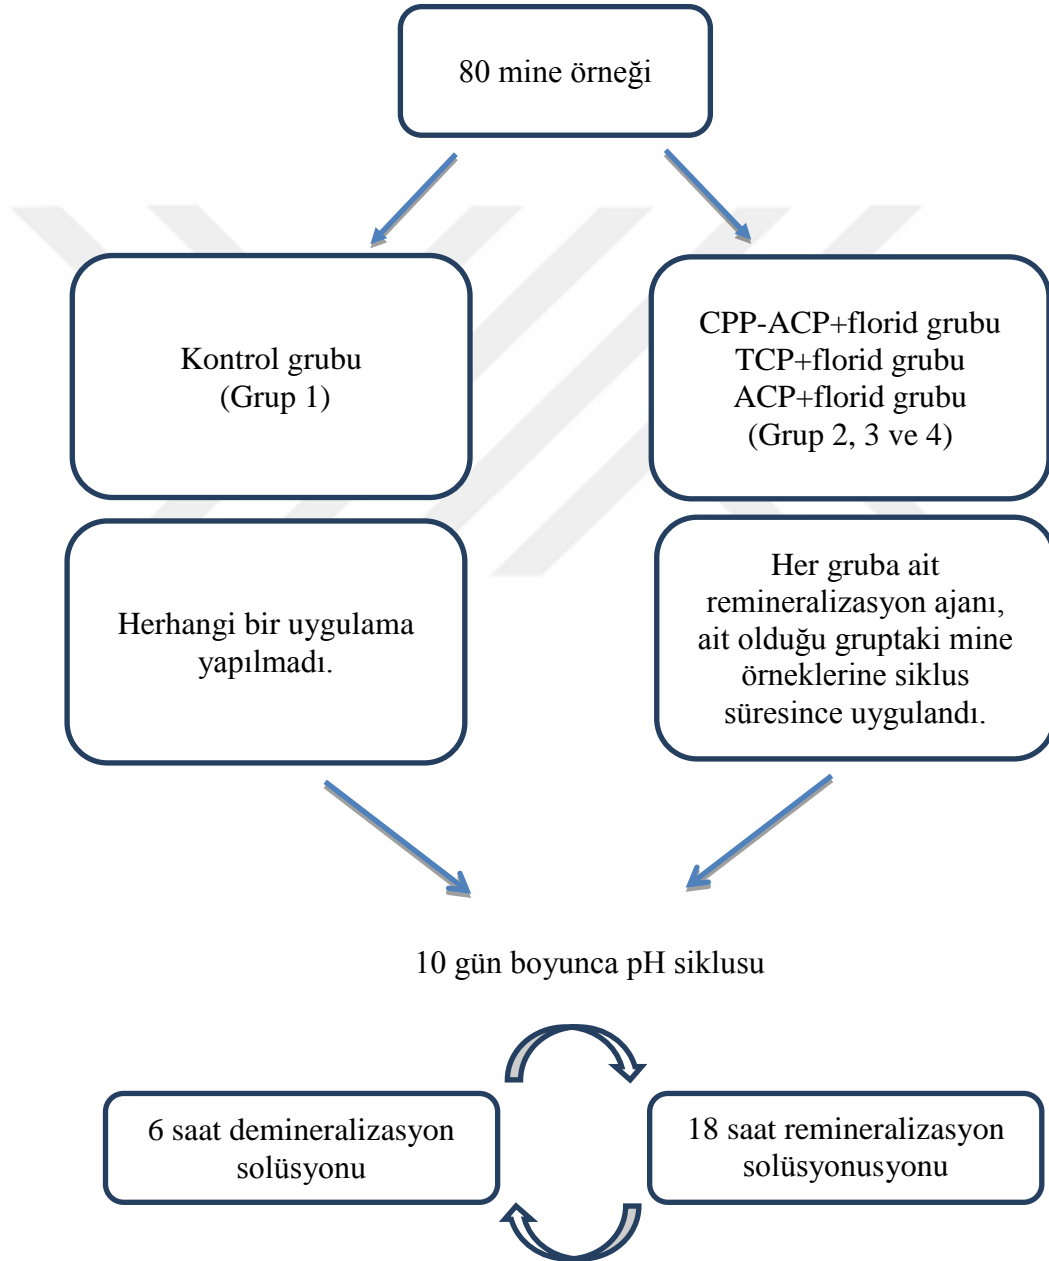 80 mine örneği
Kontrol grubu
(Grup 1)
CPP-ACP+florid grubu
TCP+florid grubu
ACP+florid grubu
(Grup 2, 3 ve 4)
Herhangi bir uygulama
yapılmadı.
Her gruba ait
remineralizasyon ajanı,
ait olduğu gruptaki mine
örneklerine siklus
süresince uygulandı.
10 gün boyunca pH siklusu
6 saat demineralizasyon
solüsyonu
18 saat remineralizasyon
solüsyonusyonu